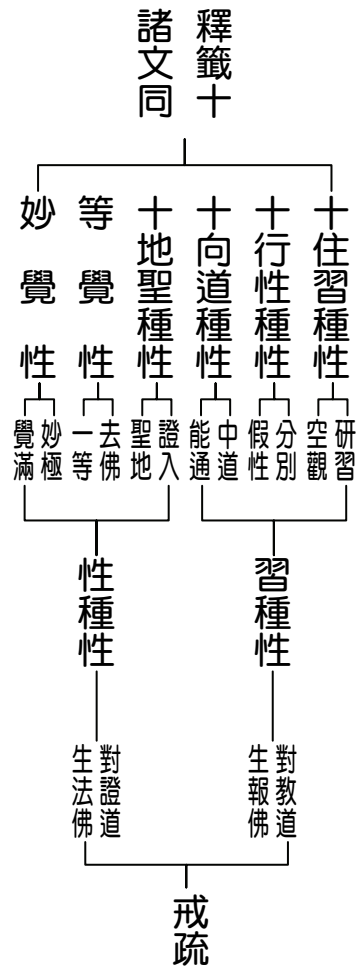 釋籤十
諸文同
十住習種性
十行性種性
十向道種性
十地聖種性
等覺性
妙覺性
研習
空觀
分別
假性
中道
能通
證入
聖地
去佛
一等
妙極
覺滿
習種性
性種性
對教道
生報佛
對證道
生法佛
戒疏